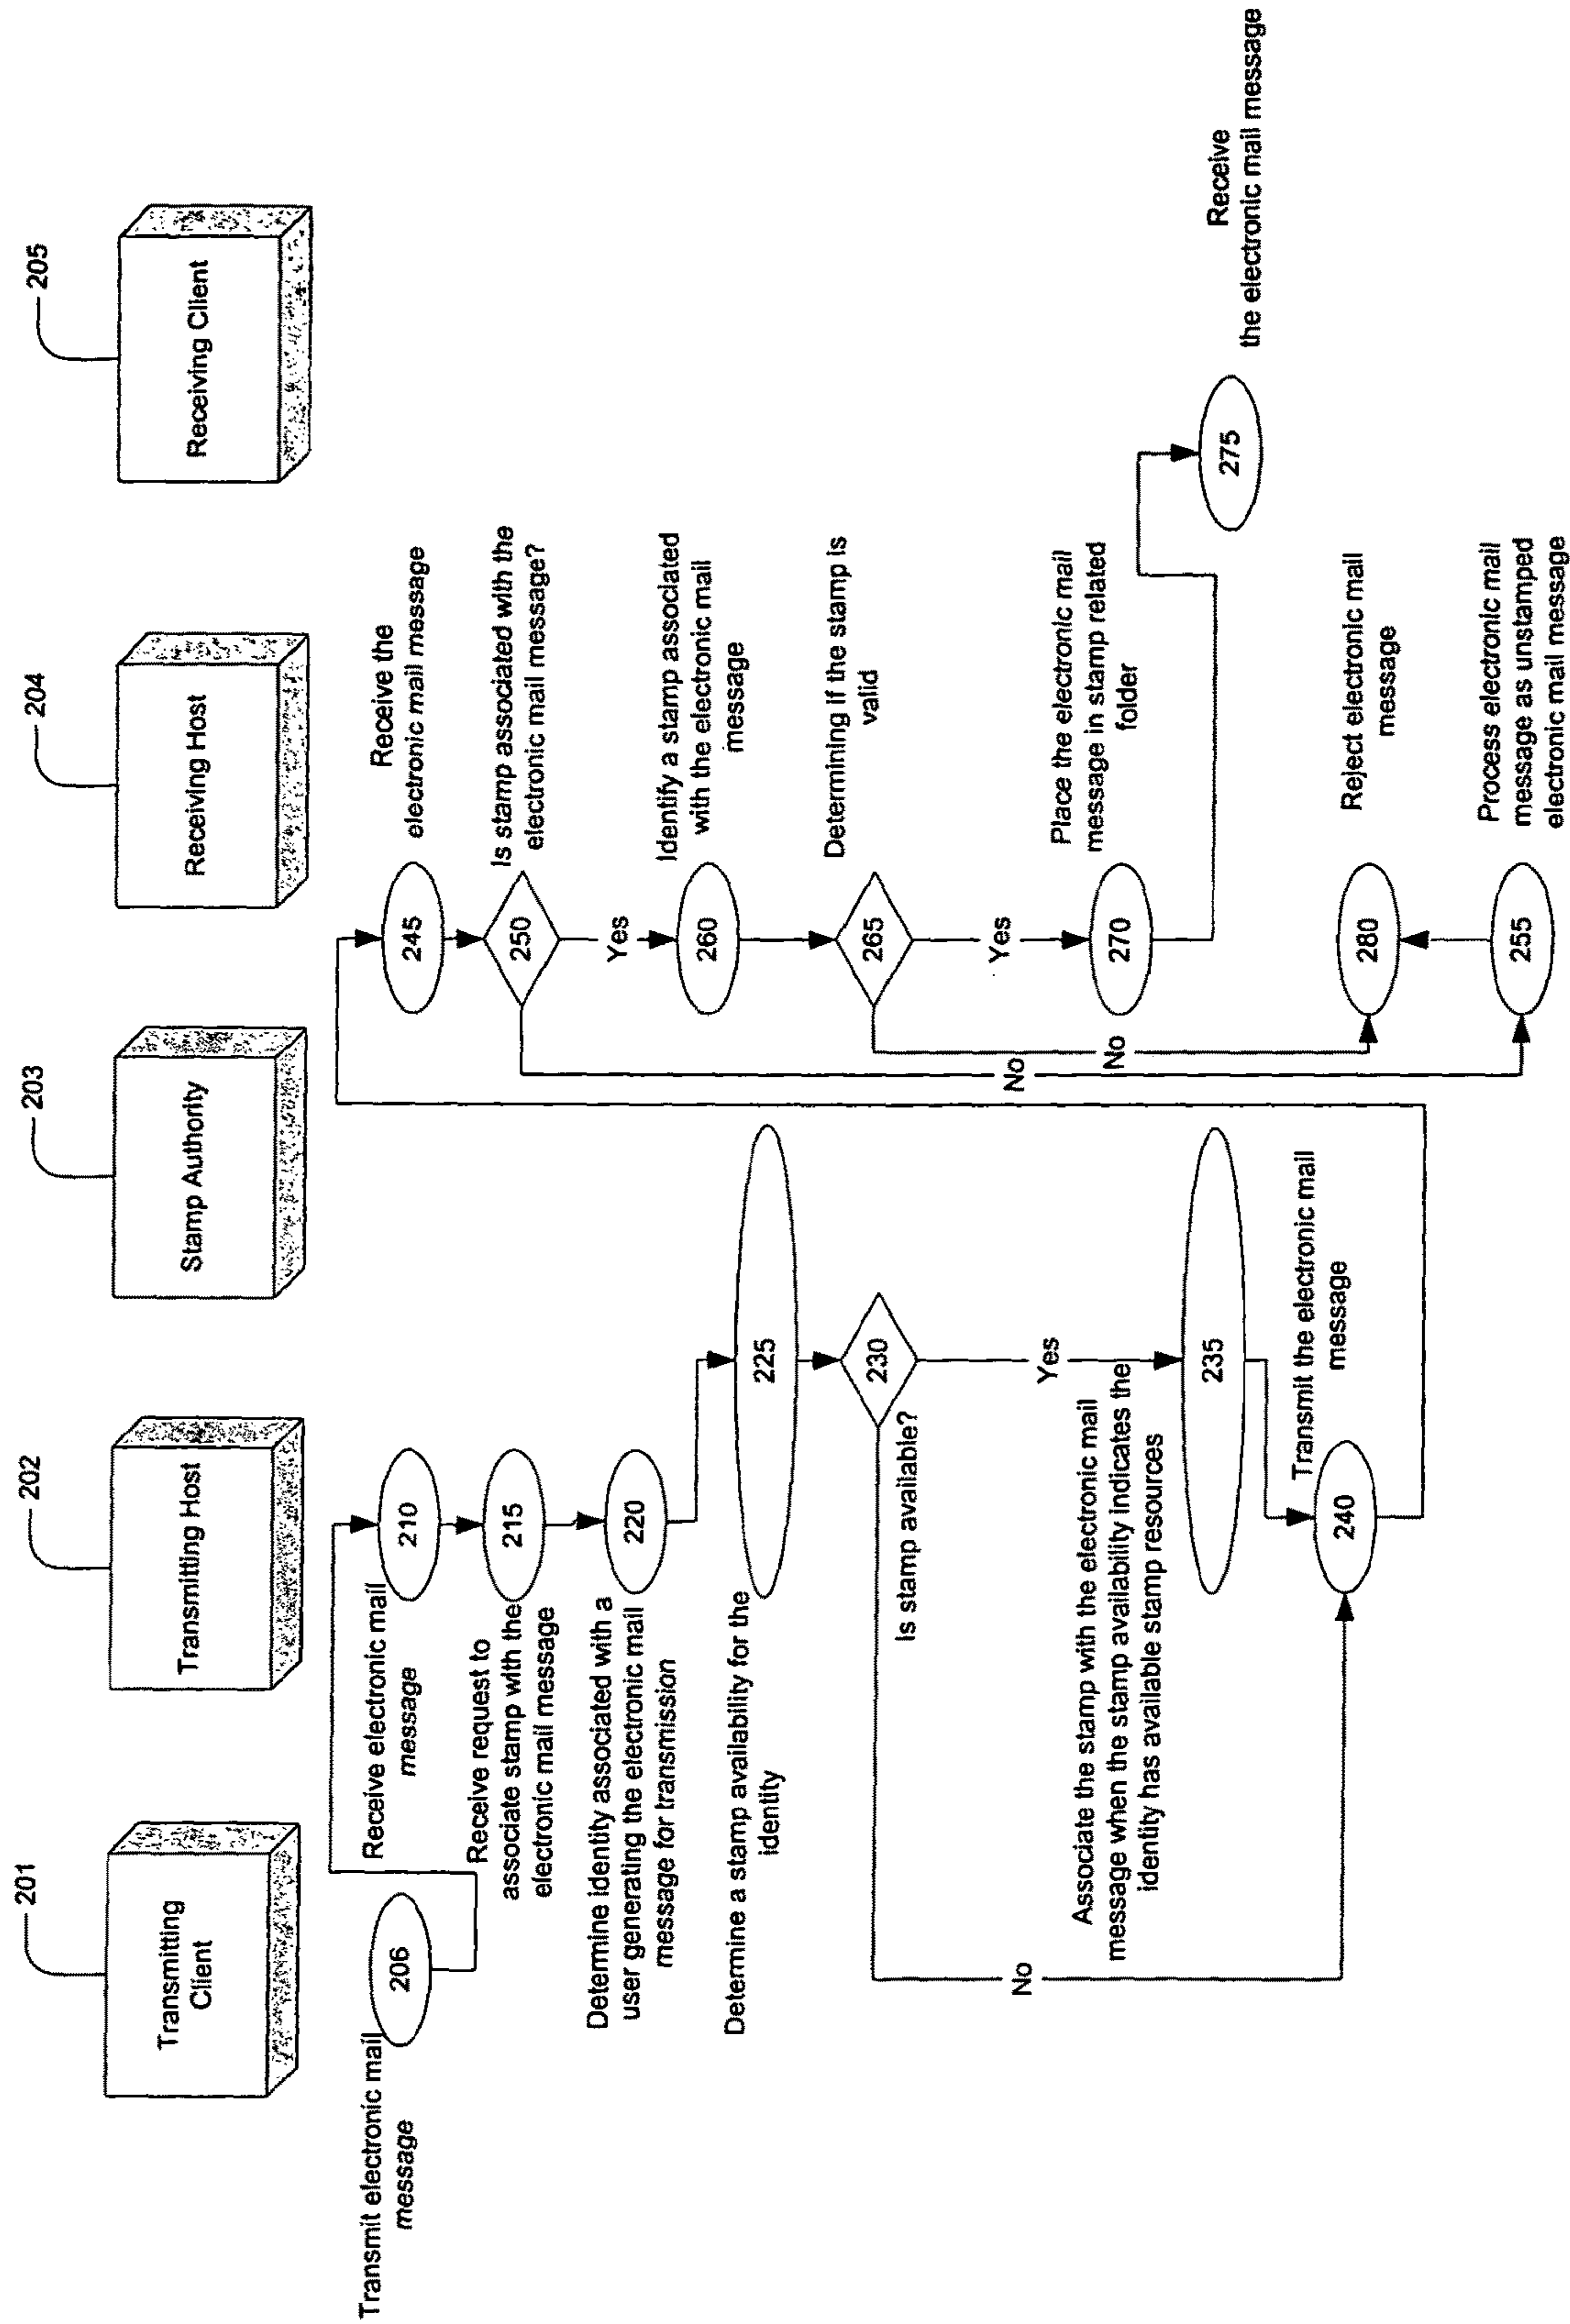 201
Transmitting
Client
202
Transmitting Host
203
Stamp Authority
204
Receiving Host
205
Receiving Client
Transmit electronic mail
message
206
Receive electronic mail
message
210
Receive request to
associate stamp with the
electronic mail message
215
Determine identity associated with a
user generating the electronic mail
message for transmission
220
Determine a stamp availability for the
identity
225
Is stamp available?
230
Yes
No
Associate the stamp with the electronic mail
message when the stamp availability indicates the
identity has available stamp resources
235
Transmit the electronic mail
message
240
Receive the
electronic mail message
245
Is stamp associated with the
electronic mail message?
250
Yes
No
Identify a stamp associated
with the electronic mail
message
260
Determining if the stamp is
valid
265
Yes
No
Place the electronic mail
message in stamp related
folder
270
Receive
the electronic mail message
275
Reject electronic mail
message
280
Process electronic mail
message as unstamped
electronic mail message
255